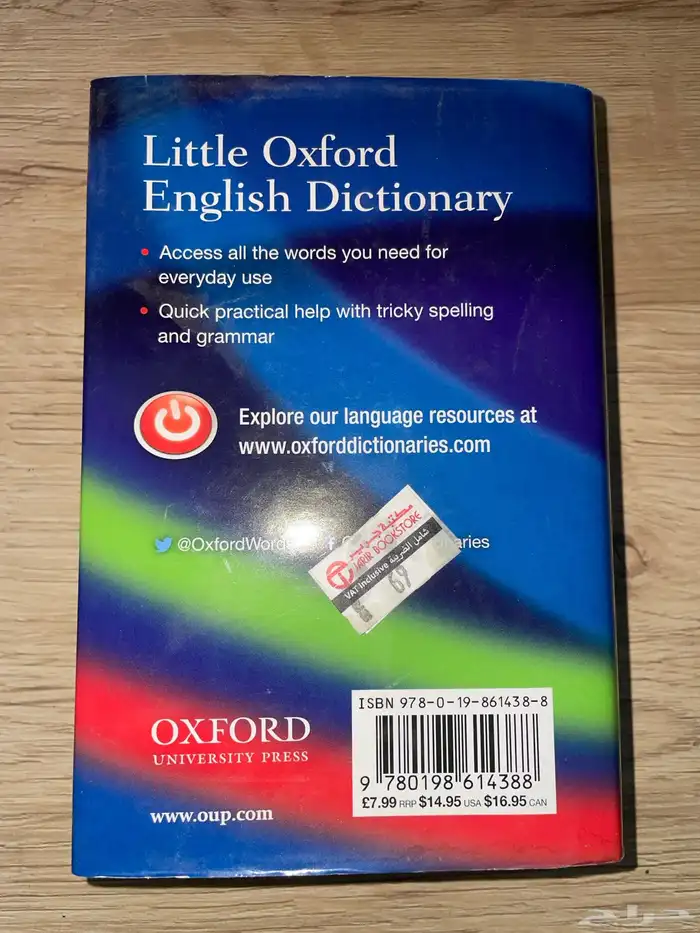 Little Oxford
English Dictionary
• Access all the words you need for
everyday use
• Quick practical help with tricky spelling
and grammar
Explore our language resources at
www.oxforddictionaries.com
@OxfordWords
مكتبة جرير
JARIR BOOKSTORE
VAT Inclusive شامل الضريبة
69
OXFORD
UNIVERSITY PRESS
www.oup.com
ISBN 978-0-19-861438-8
9 780198 614388
£7.99 RRP $14.95 USA $16.95 CAN
حراج